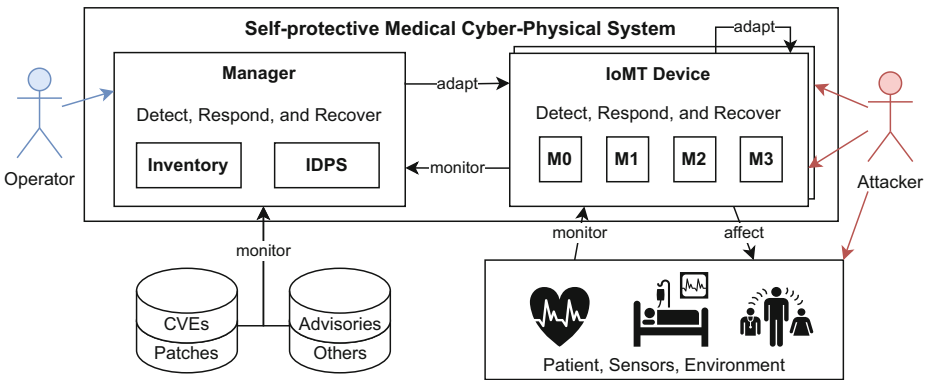 Self-protective Medical Cyber-Physical System
adapt
Manager
IoMT Device
adapt
Detect, Respond, and Recover
Detect, Respond, and Recover
Inventory
IDPS
M0
M1
M2
M3
monitor
Operator
Attacker
monitor
monitor
affect
CVEs
Patches
Advisories
Others
Patient, Sensors, Environment